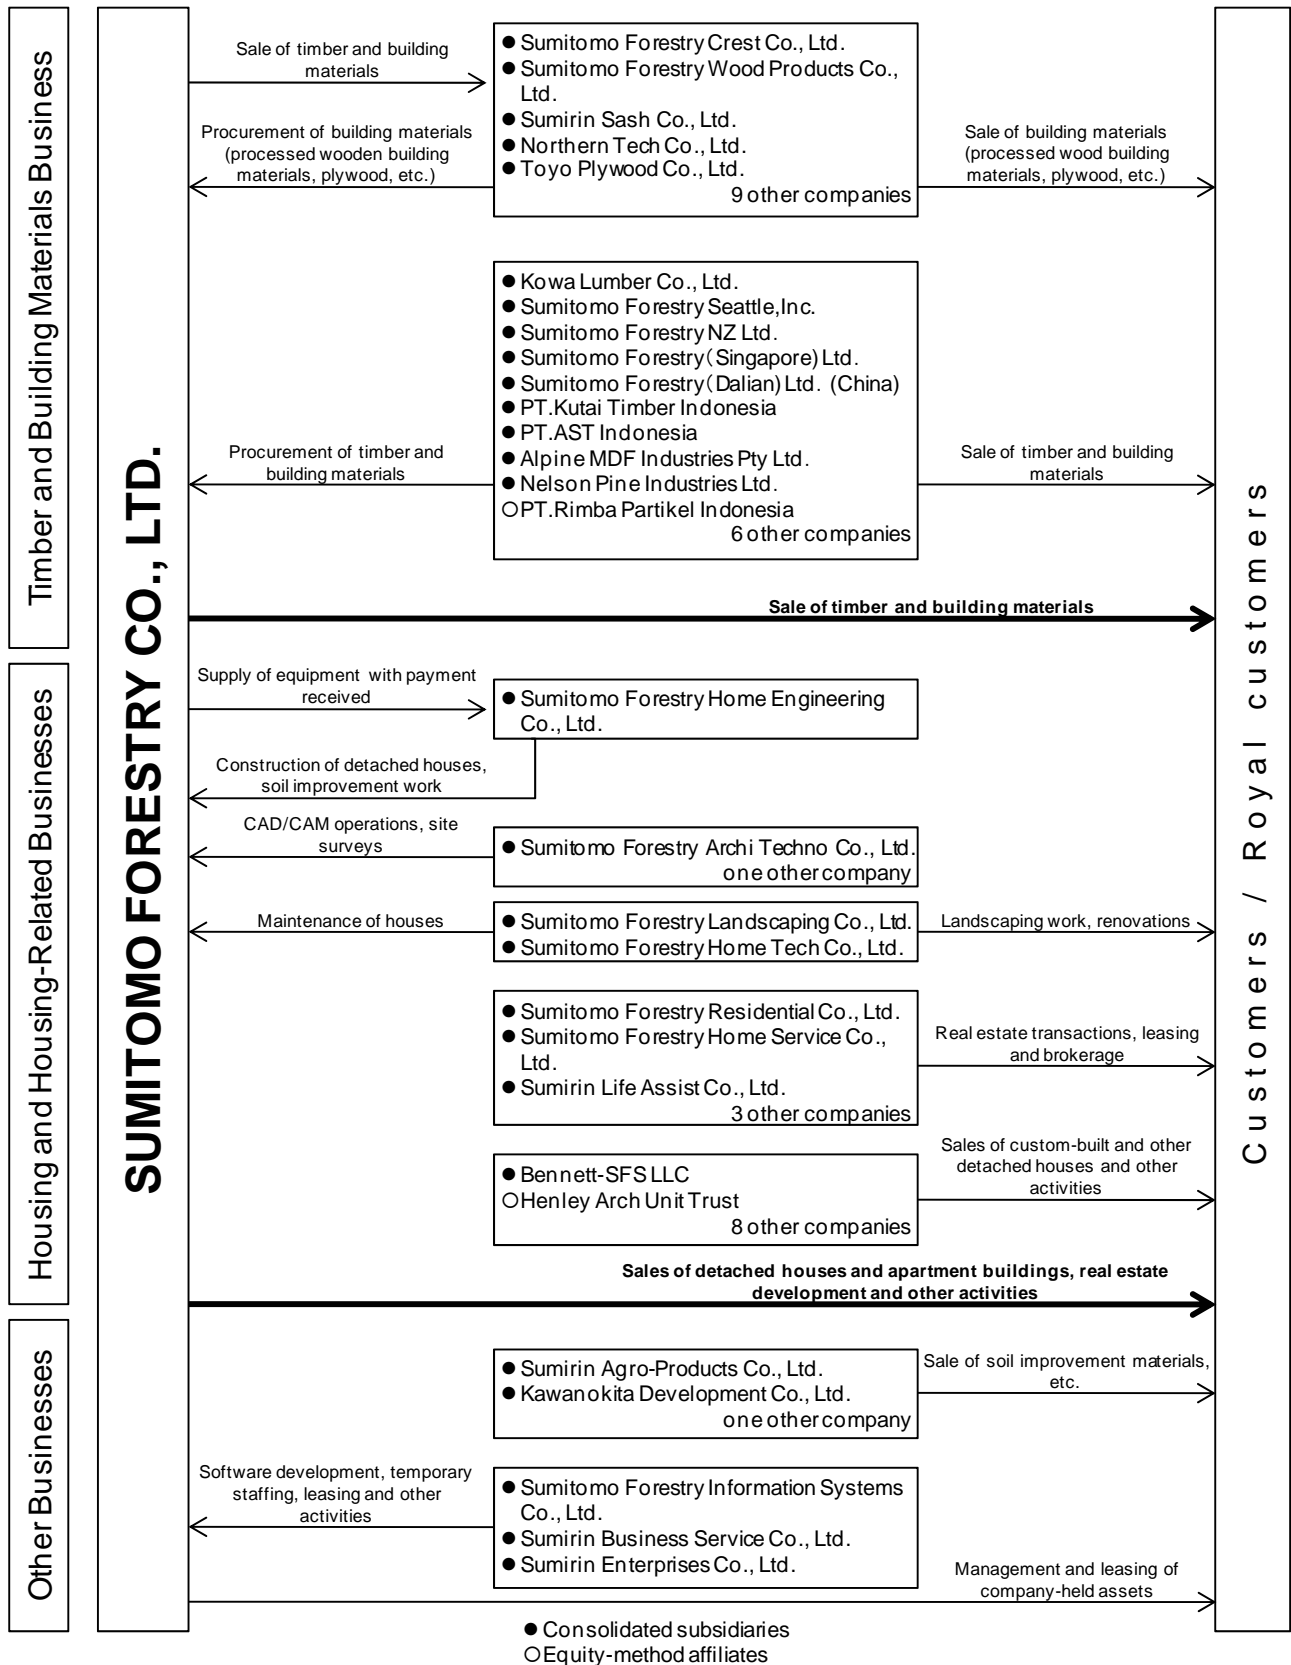 Timber and Building Materials Business
SUMITOMO FORESTRY CO., LTD.
Customers / Royal customers
Sale of timber and building
materials
Procurement of building materials
(processed wooden building
materials, plywood, etc.)
● Sumitomo Forestry Crest Co., Ltd.
● Sumitomo Forestry Wood Products Co.,
Ltd.
● Sumirin Sash Co., Ltd.
● Northern Tech Co., Ltd.
● Toyo Plywood Co., Ltd.
9 other companies
Sale of building materials
(processed wood building
materials, plywood, etc.)
Procurement of timber and
building materials
● Kowa Lumber Co., Ltd.
● Sumitomo Forestry Seattle,Inc.
● Sumitomo Forestry NZ Ltd.
● Sumitomo Forestry（Singapore) Ltd.
● Sumitomo Forestry（Dalian) Ltd. (China)
● PT.Kutai Timber Indonesia
● PT.AST Indonesia
● Alpine MDF Industries Pty Ltd.
● Nelson Pine Industries Ltd.
○PT.Rimba Partikel Indonesia
6 other companies
Sale of timber and building
materials
Sale of timber and building materials
Housing and Housing-Related Businesses
Supply of equipment with payment
received
● Sumitomo Forestry Home Engineering
Co., Ltd.
Construction of detached houses,
soil improvement work
CAD/CAM operations, site
surveys
● Sumitomo Forestry Archi Techno Co., Ltd.
one other company
Maintenance of houses
● Sumitomo Forestry Landscaping Co., Ltd.
● Sumitomo Forestry Home Tech Co., Ltd.
Landscaping work, renovations
● Sumitomo Forestry Residential Co., Ltd.
● Sumitomo Forestry Home Service Co.,
Ltd.
● Sumirin Life Assist Co., Ltd.
3 other companies
Real estate transactions, leasing
and brokerage
● Bennett-SFS LLC
○Henley Arch Unit Trust
8 other companies
Sales of custom-built and other
detached houses and other
activities
Sales of detached houses and apartment buildings, real estate
development and other activities
Other Businesses
● Sumirin Agro-Products Co., Ltd.
● Kawanokita Development Co., Ltd.
one other company
Sale of soil improvement materials,
etc.
Software development, temporary
staffing, leasing and other
activities
● Sumitomo Forestry Information Systems
Co., Ltd.
● Sumirin Business Service Co., Ltd.
● Sumirin Enterprises Co., Ltd.
Management and leasing of
company-held assets
● Consolidated subsidiaries
○Equity-method affiliates